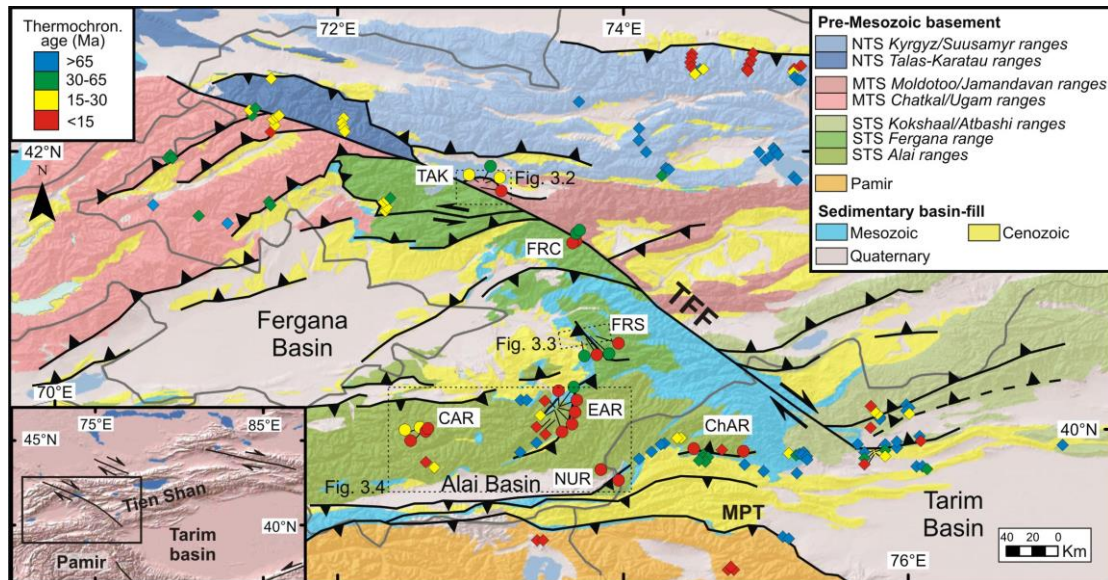 Thermochron.
age (Ma)
>65
30-65
15-30
<15
72°E
74°E
Pre-Mesozoic basement
NTS Kyrgyz/Suusamyr ranges
NTS Talas-Karatau ranges
MTS Moldotoo/Jamandavan ranges
MTS Chatkal/Ugam ranges
STS Kokshaal/Atbashi ranges
STS Fergana range
STS Alai ranges
Pamir
Sedimentary basin-fill
Mesozoic
Cenozoic
Quaternary
42°N
N
TAK
Fig. 3.2
FRC
TFF
Fergana
Basin
FRS
Fig. 3.3
70°E
CAR
EAR
ChAR
40°N
NUR
Fig. 3.4
Alai Basin
MPT
Tarim
Basin
76°E
40 20 0
Km
75°E
85°E
45°N
Tien Shan
Tarim
basin
40°N
Pamir